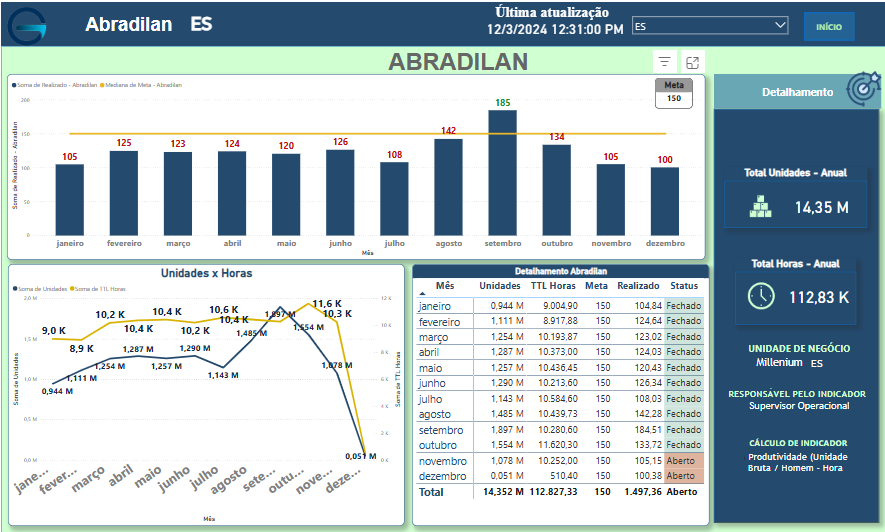 Abradilan ES
Última atualização
12/3/2024 12:31:00 PM
ES
INÍCIO
ABRADILAN
Soma de Realizado - Abradilan Mediana de Meta - Abradilan
Meta
150
Soma de Realizado - Abradilan
200
150
100
50
0
105 125 123 124 120 126 108 142 185 134 105 100
janeiro fevereiro março abril maio junho julho agosto setembro outubro novembro dezembro
Mês
Unidades x Horas
Soma de Unidades Soma de TTL Horas
Soma de Unidades
2,0 M
1,5 M
1,0 M
0,5 M
0,0 M
12 K
10 K
8 K
6 K
4 K
2 K
0 K
Soma de TTL Horas
9,0 K 8,9 K 10,2 K 10,4 K 10,4 K 10,2 K 10,6 K 10,4 K 11,6 K 10,3 K
0,944 M 1,111 M 1,254 M 1,287 M 1,257 M 1,290 M 1,143 M 1,485 M 1,897 M 1,554 M 1,078 M 0,051 M
jane... fever... março abril maio junho julho agosto sete... outu... nove... deze...
Mês
Detalhamento Abradilan
Mês Unidades TTL Horas Meta Realizado Status
janeiro 0,944 M 9.004,90 150 104,84 Fechado
fevereiro 1,111 M 8.917,88 150 124,64 Fechado
março 1,254 M 10.193,87 150 123,02 Fechado
abril 1,287 M 10.373,00 150 124,03 Fechado
maio 1,257 M 10.436,45 150 120,43 Fechado
junho 1,290 M 10.213,60 150 126,34 Fechado
julho 1,143 M 10.584,60 150 108,03 Fechado
agosto 1,485 M 10.439,73 150 142,28 Fechado
setembro 1,897 M 10.280,60 150 184,51 Fechado
outubro 1,554 M 11.620,30 150 133,72 Fechado
novembro 1,078 M 10.252,00 150 105,15 Aberto
dezembro 0,051 M 510,40 150 100,38 Aberto
Total 14,352 M 112.827,33 150 1.497,36 Aberto
Detalhamento
Total Unidades - Anual
14,35 M
Total Horas - Anual
112,83 K
UNIDADE DE NEGÓCIO
Millenium ES
RESPONSÁVEL PELO INDICADOR
Supervisor Operacional
CÁLCULO DE INDICADOR
Produtividade (Unidade
Bruta / Homem - Hora